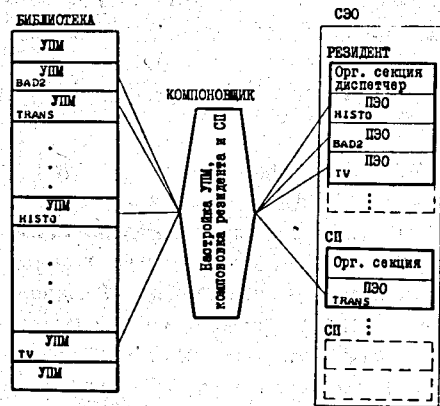 БИБЛИОТЕКА
УПМ
УПМ
BAD2
УПМ
TRANS
УПМ
HISTO
УПМ
TV
УПМ
КОМПОНОВЩИК
Настройка УПМ,
компоновка резидента и СП
СЭО
РЕЗИДЕНТ
Орг. секция
диспетчер
ПЭО
HISTO
ПЭО
BAD2
ПЭО
TV
СП
Орг. секция
ПЭО
TRANS
СП